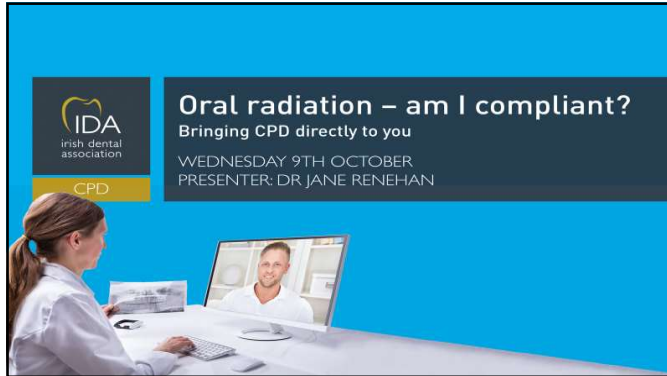 IDA
irish dental
association
CPD
Oral radiation – am I compliant?
Bringing CPD directly to you
WEDNESDAY 9TH OCTOBER
PRESENTER: DR JANE RENEHAN